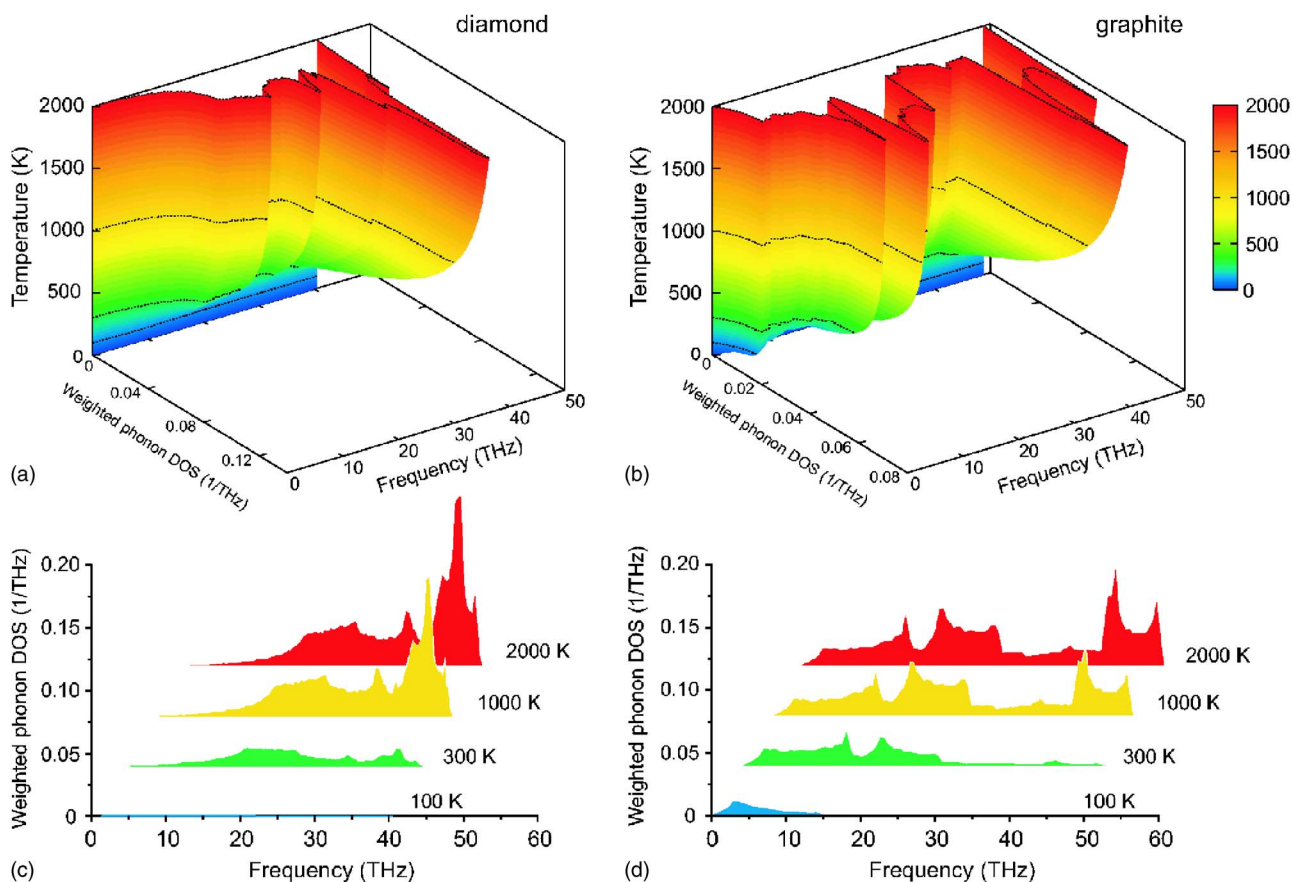 diamond
2000
1500
1000
500
0
Temperature (K)
0
0.04
0.08
0.12
Weighted phonon DOS (1/THz)
0
10
20
30
40
50
Frequency (THz)
(a)
graphite
2000
1500
1000
500
0
Temperature (K)
0
0.02
0.04
0.06
0.08
Weighted phonon DOS (1/THz)
0
10
20
30
40
50
Frequency (THz)
(b)
2000
1500
1000
500
0
0.20
0.15
0.10
0.05
0
Weighted phonon DOS (1/THz)
2000 K
1000 K
300 K
100 K
0 10 20 30 40 50 60
Frequency (THz)
(c)
0.20
0.15
0.10
0.05
0
Weighted phonon DOS (1/THz)
2000 K
1000 K
300 K
100 K
0 10 20 30 40 50 60
Frequency (THz)
(d)